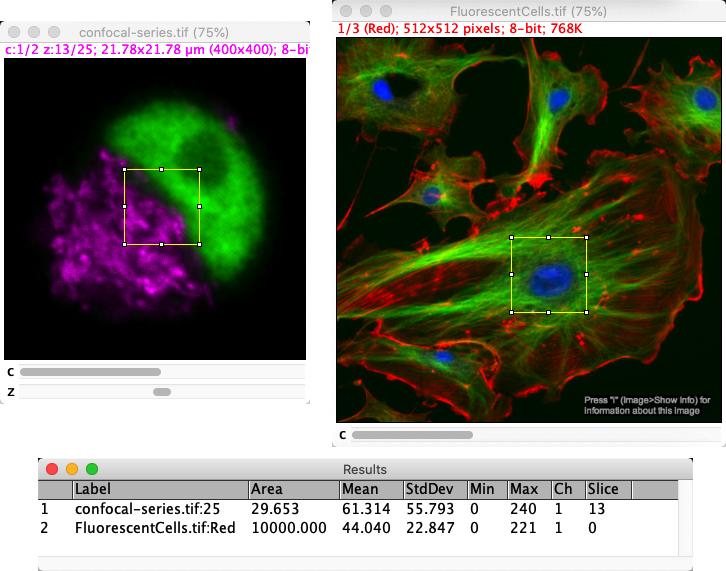 confocal-series.tif (75%)
c:1/2 z:13/25; 21.78x21.78 µm (400x400); 8-bi
c
z
FluorescentCells.tif (75%)
1/3 (Red); 512x512 pixels; 8-bit; 768K
Press "i" (Image>Show Info) for
information about this image
c
Results
Label Area Mean StdDev Min Max Ch Slice
1 confocal-series.tif:25 29.653 61.314 55.793 0 240 1 13
2 FluorescentCells.tif:Red 10000.000 44.040 22.847 0 221 1 0